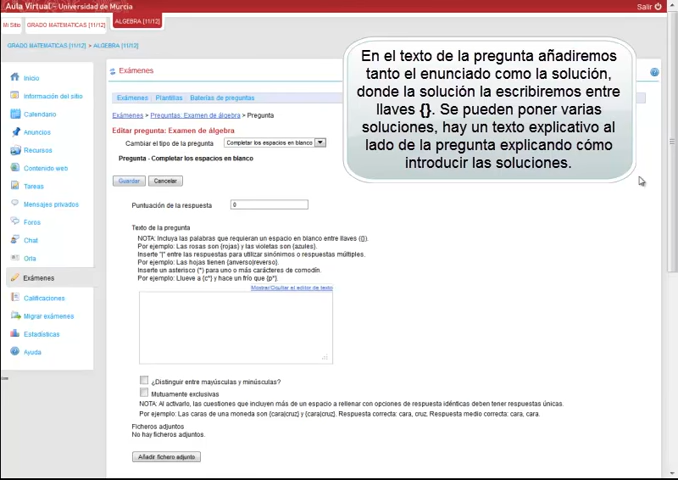 Aula Virtual - Universidad de Murcia
Salir
Mi Sitio
GRADO MATEMATICAS [11/12]
ALGEBRA [11/12]
GRADO MATEMATICAS [11/12] » ALGEBRA [11/12]
Inicio
Información del sitio
Calendario
Anuncios
Recursos
Contenido web
Tareas
Mensajes privados
Foros
Chat
Orla
Exámenes
Calificaciones
Migrar exámenes
Estadísticas
Ayuda
Exámenes
En el texto de la pregunta añadiremos
tanto el enunciado como la solución,
donde la solución la escribiremos entre
llaves {}. Se pueden poner varias
soluciones, hay un texto explicativo al
lado de la pregunta explicando cómo
introducir las soluciones.
Exámenes | Plantillas | Baterías de preguntas
Exámenes > Preguntas: Examen de álgebra > Pregunta
Editar pregunta: Examen de álgebra
Cambiar el tipo de la pregunta Completar los espacios en blanco
Pregunta - Completar los espacios en blanco
Guardar Cancelar
Puntuación de la respuesta 0
Texto de la pregunta
NOTA: Incluya las palabras que requieran un espacio en blanco entre llaves ({}).
Por ejemplo: Las rosas son {rojas} y las violetas son {azules}.
Inserte "|" entre las respuestas para utilizar sinónimos o respuestas múltiples.
Por ejemplo: Las hojas tienen {anverso|reverso}.
Inserte un asterisco (*) para uno o más carácteres de comodín.
Por ejemplo: Llueve a {c*} y hace un frío que {p*}.
Mostrar/Ocultar el editor de texto
¿Distinguir entre mayúsculas y minúsculas?
Mutuamente exclusivas
NOTA: Al activarlo, las cuestiones que incluyen más de un espacio a rellenar con opciones de respuesta idénticas deben tener respuestas únicas.
Por ejemplo: Las caras de una moneda son {cara|cruz} y {cara|cruz}. Respuesta correcta: cara, cruz, Respuesta medio correcta: cara, cara.
Ficheros adjuntos
No hay ficheros adjuntos.
Añadir fichero adjunto